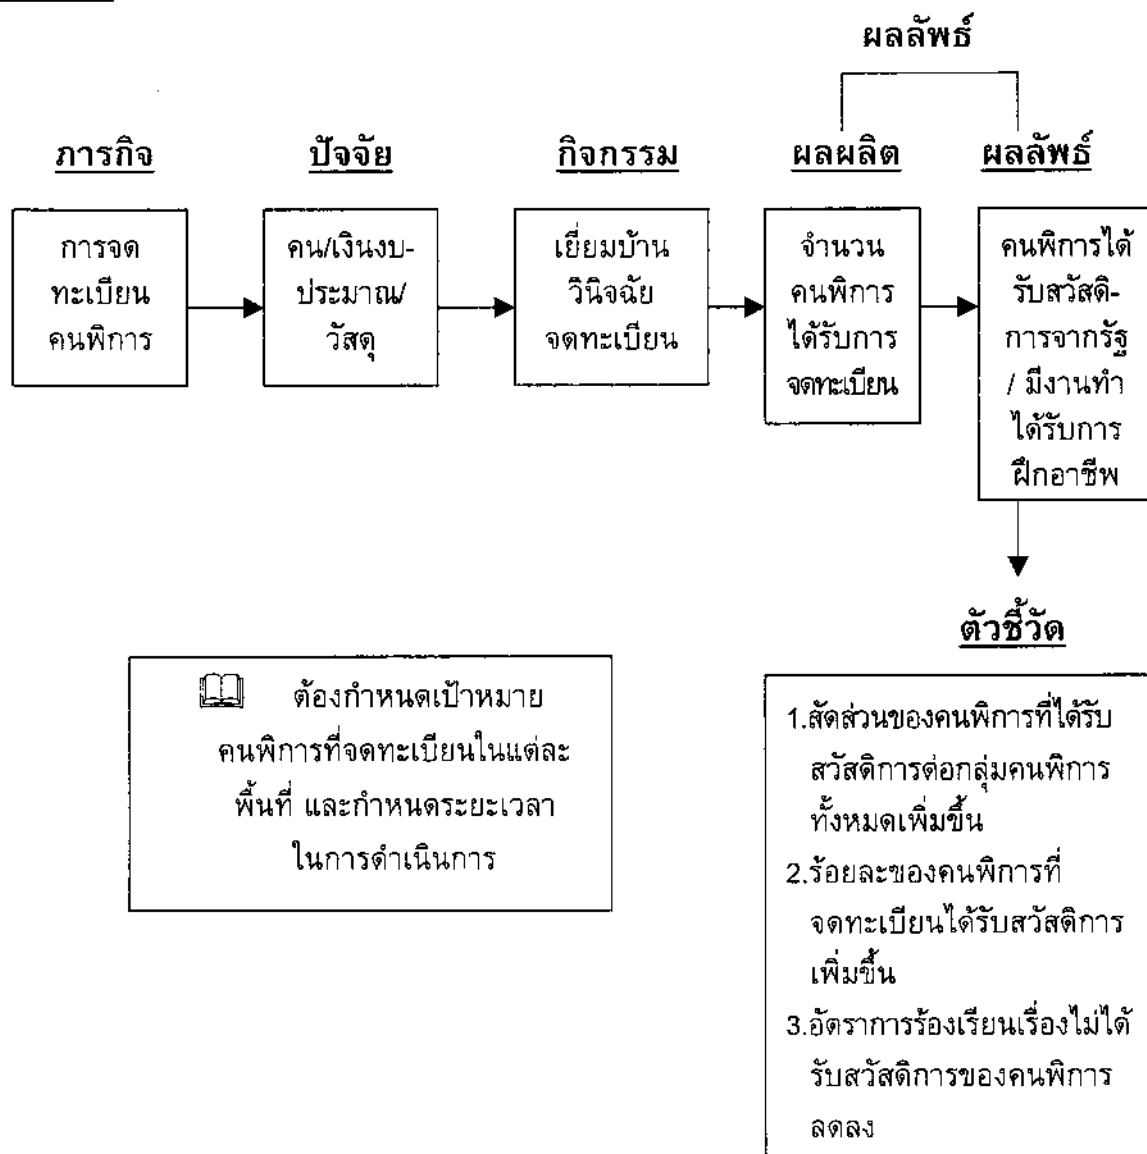 ผลลัพธ์
ภารกิจ
ปัจจัย
กิจกรรม
ผลผลิต
ผลลัพธ์
การจด
ทะเบียน
คนพิการ
คน/เงินงบ-
ประมาณ/
วัสดุ
เยี่ยมบ้าน
วินิจฉัย
จดทะเบียน
จำนวน
คนพิการ
ได้รับการ
จดทะเบียน
คนพิการได้
รับสวัสดิ-
การจากรัฐ
/ มีงานทำ
ได้รับการ
ฝึกอาชีพ
ตัวชี้วัด
ต้องกำหนดเป้าหมาย
คนพิการที่จดทะเบียนในแต่ละ
พื้นที่ และกำหนดระยะเวลา
ในการดำเนินการ
1.สัดส่วนของคนพิการที่ได้รับ
สวัสดิการต่อกลุ่มคนพิการ
ทั้งหมดเพิ่มขึ้น
2.ร้อยละของคนพิการที่
จดทะเบียนได้รับสวัสดิการ
เพิ่มขึ้น
3.อัตราการร้องเรียนเรื่องไม่ได้
รับสวัสดิการของคนพิการ
ลดลง